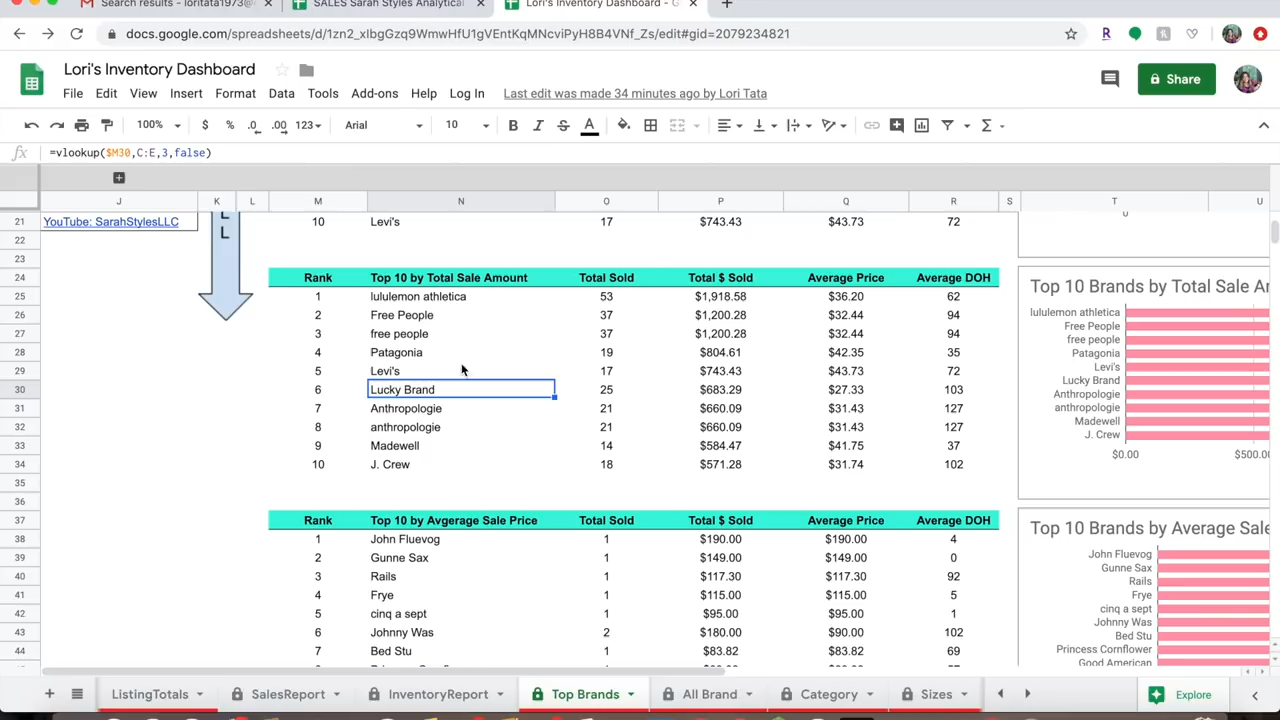 Search results - loritata1973@
SALES Sarah Styles Analytical
Lori's Inventory Dashboard - G
docs.google.com/spreadsheets/d/1zn2_xIbgGzq9WmwHfU1gVEntKqMNcviPyH8B4VNf_Zs/edit#gid=2079234821
Lori's Inventory Dashboard
File Edit View Insert Format Data Tools Add-ons Help Log In Last edit was made 34 minutes ago by Lori Tata
Share
100% $ % .0 .00 123 Arial 10 B I S A
fx =vlookup($M30,C:E,3,false)
J K L M N O P Q R S T U
21 YouTube: SarahStylesLLC L 10 Levi's 17 $743.43 $43.73 72
22 L
23
24 Rank Top 10 by Total Sale Amount Total Sold Total $ Sold Average Price Average DOH
25 1 lululemon athletica 53 $1,918.58 $36.20 62
26 2 Free People 37 $1,200.28 $32.44 94
27 3 free people 37 $1,200.28 $32.44 94
28 4 Patagonia 19 $804.61 $42.35 35
29 5 Levi's 17 $743.43 $43.73 72
30 6 Lucky Brand 25 $683.29 $27.33 103
31 7 Anthropologie 21 $660.09 $31.43 127
32 8 anthropologie 21 $660.09 $31.43 127
33 9 Madewell 14 $584.47 $41.75 37
34 10 J. Crew 18 $571.28 $31.74 102
35
36
37 Rank Top 10 by Avgerage Sale Price Total Sold Total $ Sold Average Price Average DOH
38 1 John Fluevog 1 $190.00 $190.00 4
39 2 Gunne Sax 1 $149.00 $149.00 0
40 3 Rails 1 $117.30 $117.30 92
41 4 Frye 1 $115.00 $115.00 5
42 5 cinq a sept 1 $95.00 $95.00 1
43 6 Johnny Was 2 $180.00 $90.00 102
44 7 Bed Stu 1 $83.82 $83.82 69
Top 10 Brands by Total Sale Ar
lululemon athletica
Free People
free people
Patagonia
Levi's
Lucky Brand
Anthropologie
anthropologie
Madewell
J. Crew
$0.00 $500.00
Top 10 Brands by Average Sale
John Fluevog
Gunne Sax
Rails
Frye
cinq a sept
Johnny Was
Bed Stu
Princess Cornflower
Good American
ListingTotals SalesReport InventoryReport Top Brands All Brand Category Sizes Explore